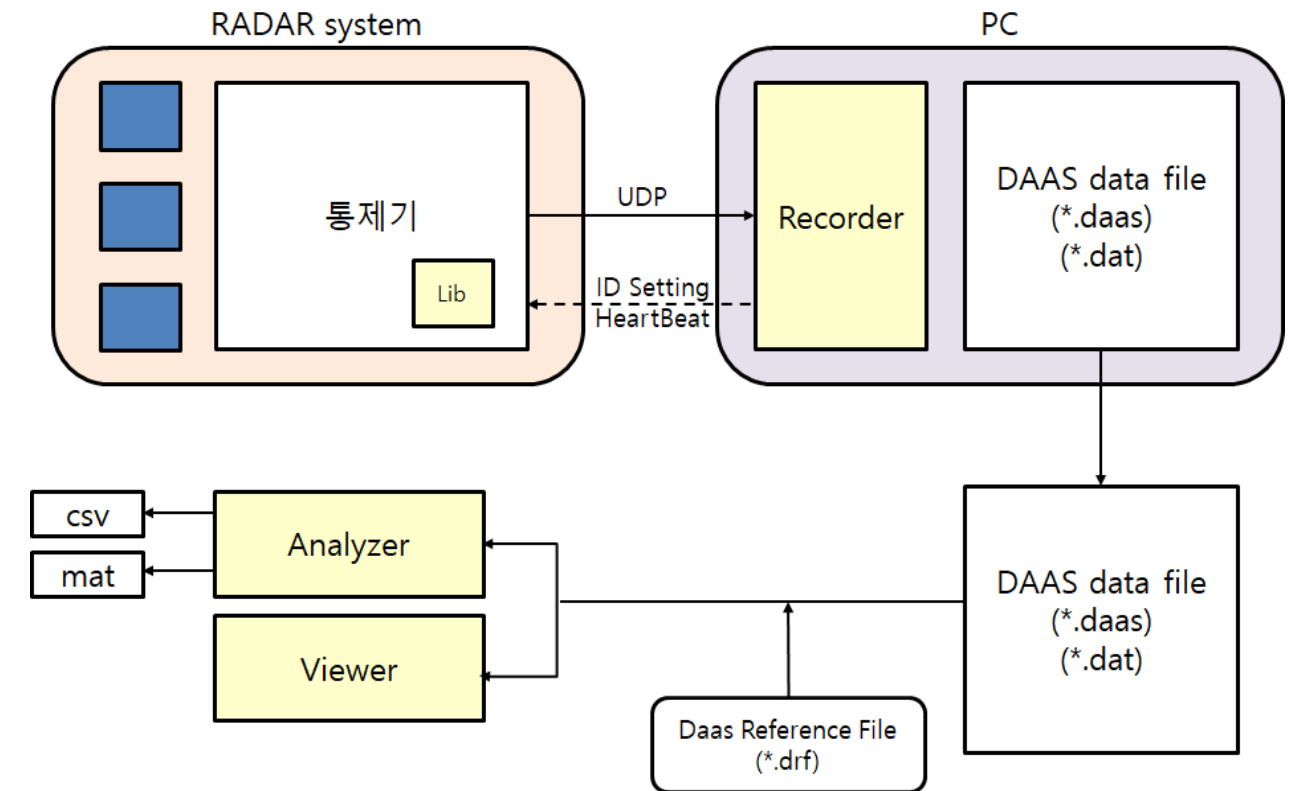 RADAR system
PC
통제기
Lib
UDP
ID Setting
HeartBeat
Recorder
DAAS data file
(*.daas)
(*.dat)
csv
mat
Analyzer
Viewer
DAAS data file
(*.daas)
(*.dat)
Daas Reference File
(*.drf)